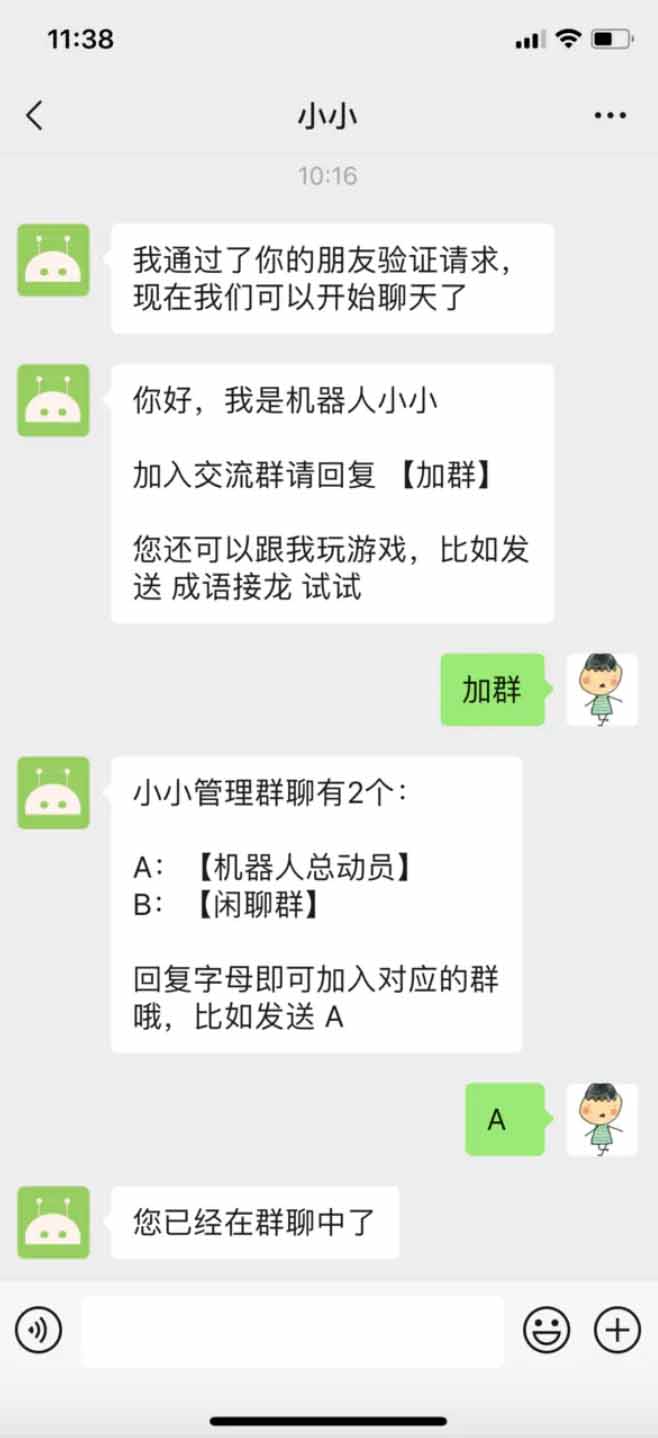 11:38
小小
10:16
我通过了你的朋友验证请求，
现在我们可以开始聊天了
你好，我是机器人小小
加入交流群请回复 【加群】
您还可以跟我玩游戏，比如发
送 成语接龙 试试
加群
小小管理群聊有2个：
A：【机器人总动员】
B：【闲聊群】
回复字母即可加入对应的群
哦，比如发送 A
A
您已经在群聊中了